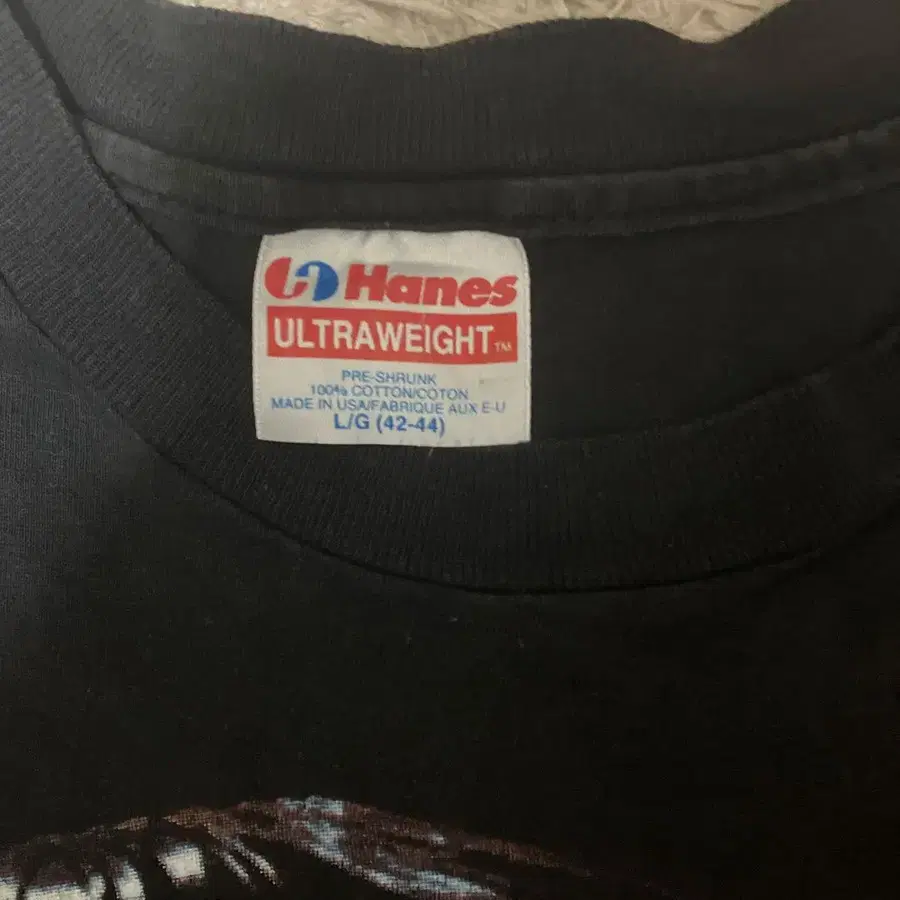 Hanes
ULTRAWEIGHT™
PRE-SHRUNK
100% COTTON/COTON
MADE IN USA/FABRIQUE AUX E-U
L/G (42-44)